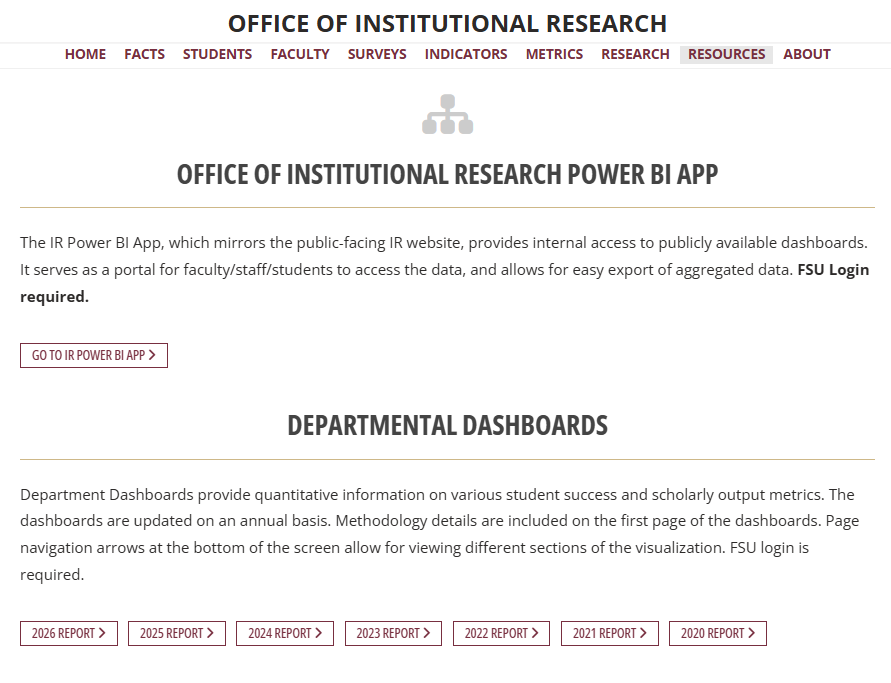 OFFICE OF INSTITUTIONAL RESEARCH
HOME FACTS STUDENTS FACULTY SURVEYS INDICATORS METRICS RESEARCH RESOURCES ABOUT
OFFICE OF INSTITUTIONAL RESEARCH POWER BI APP
The IR Power BI App, which mirrors the public-facing IR website, provides internal access to publicly available dashboards.
It serves as a portal for faculty/staff/students to access the data, and allows for easy export of aggregated data. FSU Login
required.
GO TO IR POWER BI APP
DEPARTMENTAL DASHBOARDS
Department Dashboards provide quantitative information on various student success and scholarly output metrics. The
dashboards are updated on an annual basis. Methodology details are included on the first page of the dashboards. Page
navigation arrows at the bottom of the screen allow for viewing different sections of the visualization. FSU login is
required.
2026 REPORT 2025 REPORT 2024 REPORT 2023 REPORT 2022 REPORT 2021 REPORT 2020 REPORT